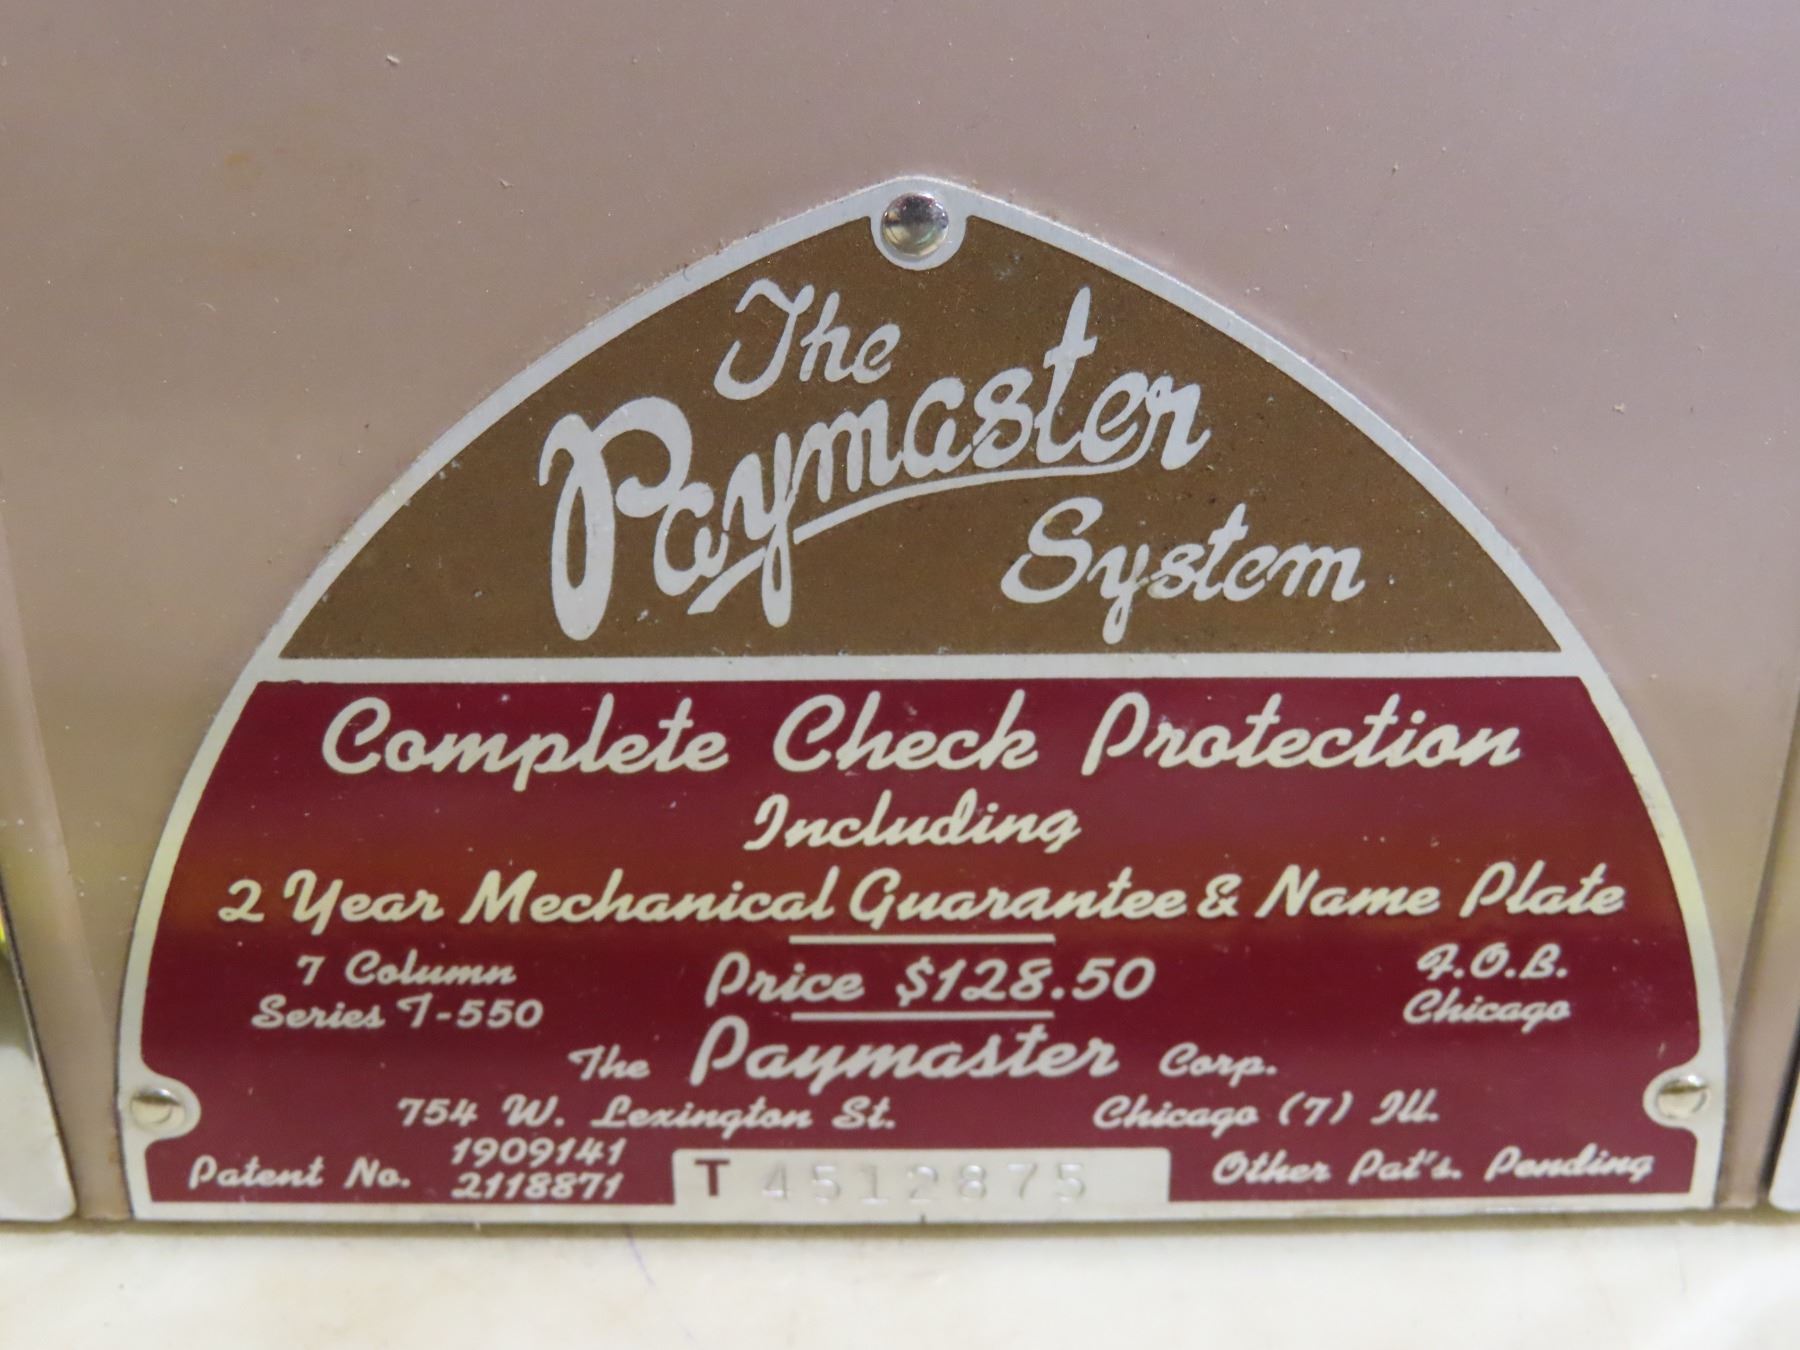 The
Paymaster
System
Complete Check Protection
Including
2 Year Mechanical Guarantee & Name Plate
7 Column
Series T-550
Price $128.50
F.O.B.
Chicago
The Paymaster Corp.
754 W. Lexington St. Chicago (7) Ill.
Patent No. 1909141
2118871
T 4512875
Other Pat's. Pending